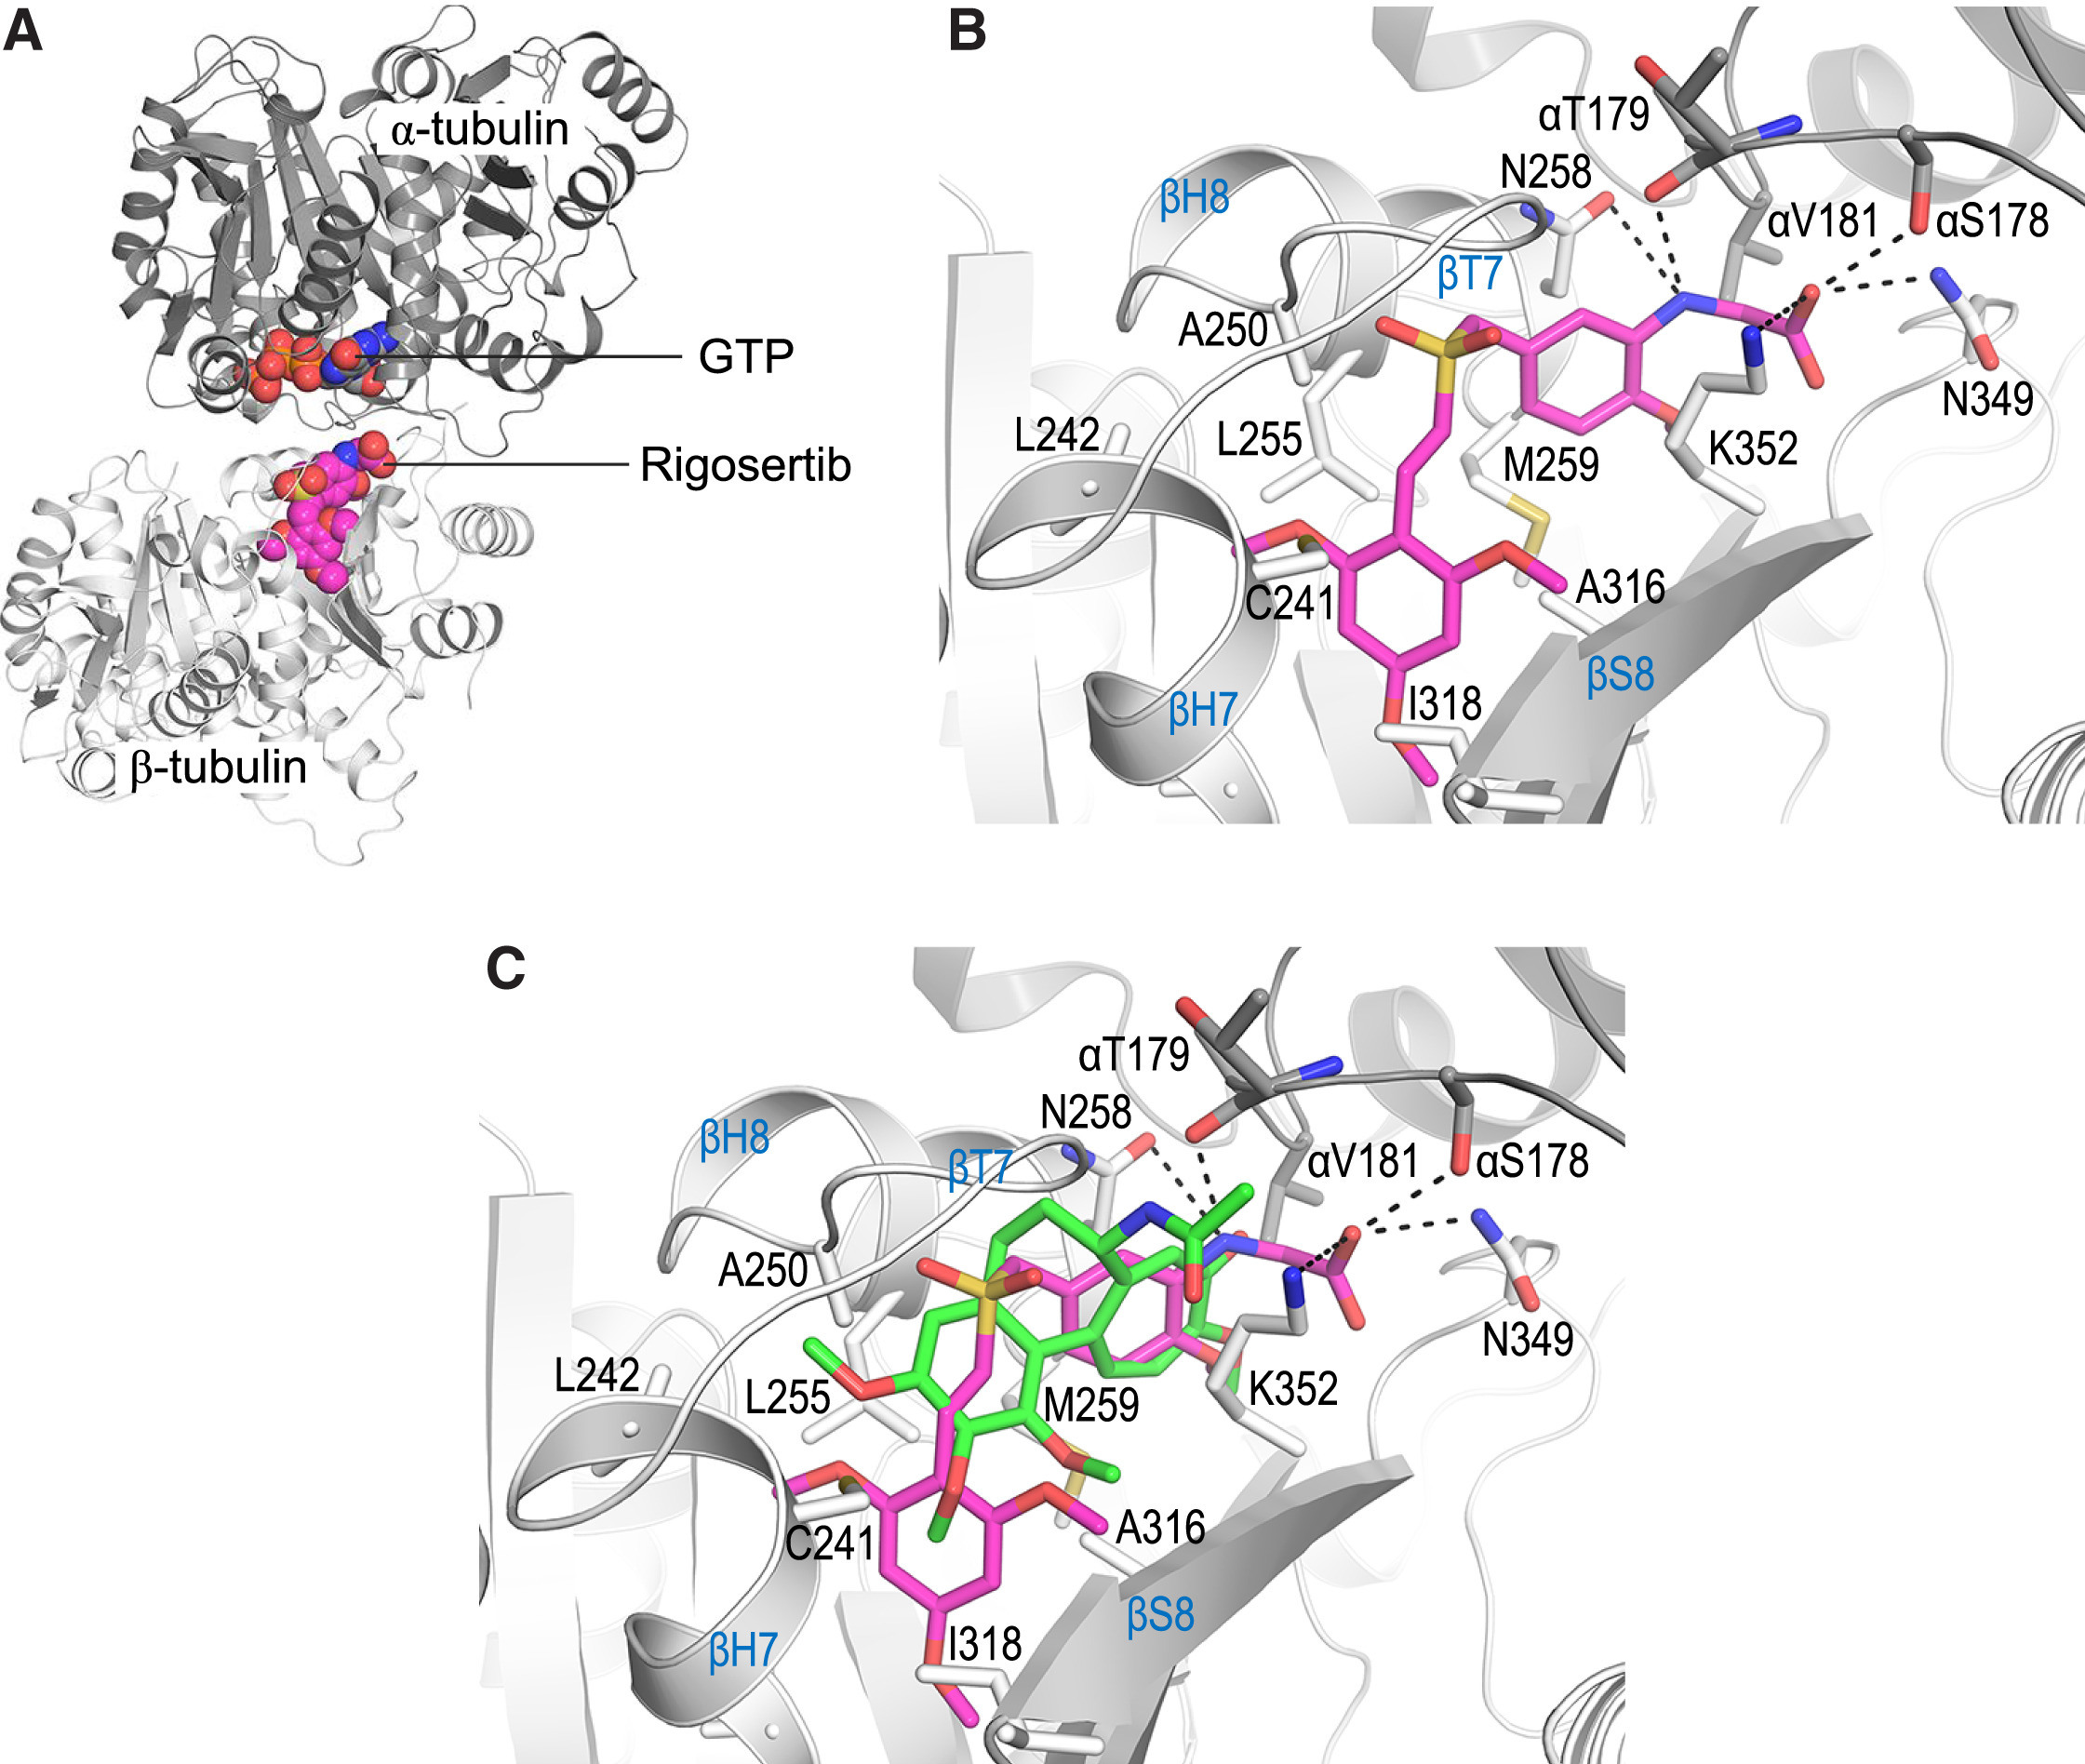 A
α-tubulin
GTP
Rigosertib
β-tubulin
B
αT179
N258
βH8
αV181
αS178
βT7
A250
N349
L242
L255
M259
K352
C241
A316
βS8
βH7
I318
C
αT179
N258
βH8
βT7
αV181
αS178
A250
N349
L242
L255
M259
K352
C241
A316
βS8
βH7
I318